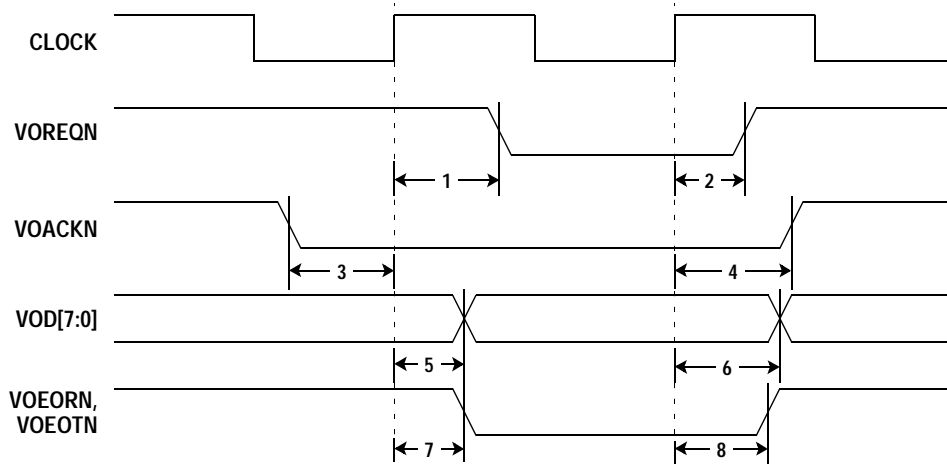 CLOCK
VOREQN
1
2
VOACKN
3
4
VOD[7:0]
5
6
VOEORN,
VOEOTN
7
8